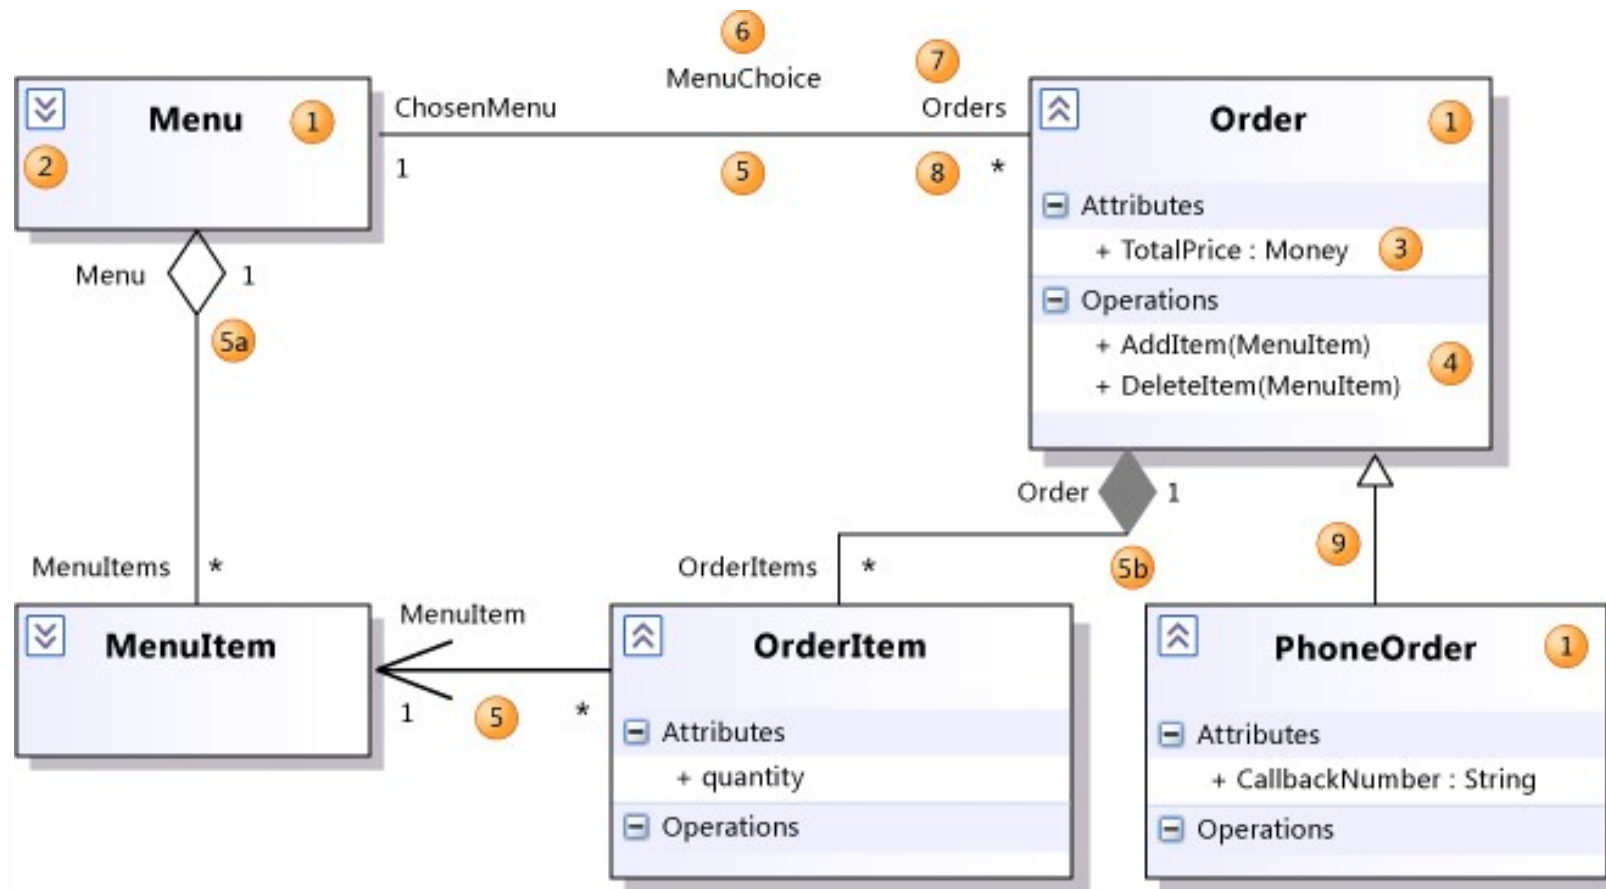 6
MenuChoice
7
Menu 1
2
ChosenMenu
Orders
1
5
8
*
Order 1
Attributes
+ TotalPrice : Money 3
Operations
+ AddItem(MenuItem)
+ DeleteItem(MenuItem)
4
Menu 1
5a
Order 1
5b
9
MenuItems *
OrderItems *
MenuItem
MenuItem
1 5 *
OrderItem
Attributes
+ quantity
Operations
PhoneOrder 1
Attributes
+ CallbackNumber : String
Operations